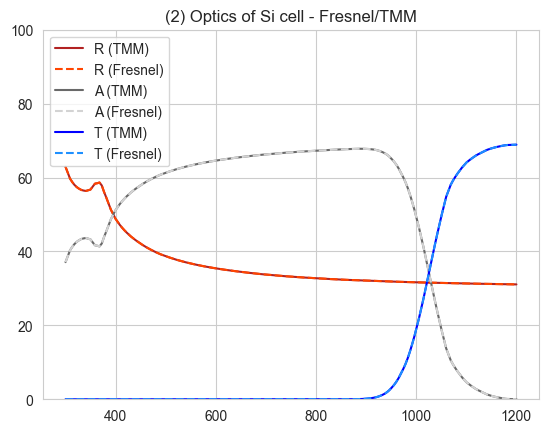 (2) Optics of Si cell - Fresnel/TMM
100
80
60
40
20
0
R (TMM)
R (Fresnel)
A (TMM)
A (Fresnel)
T (TMM)
T (Fresnel)
400 600 800 1000 1200